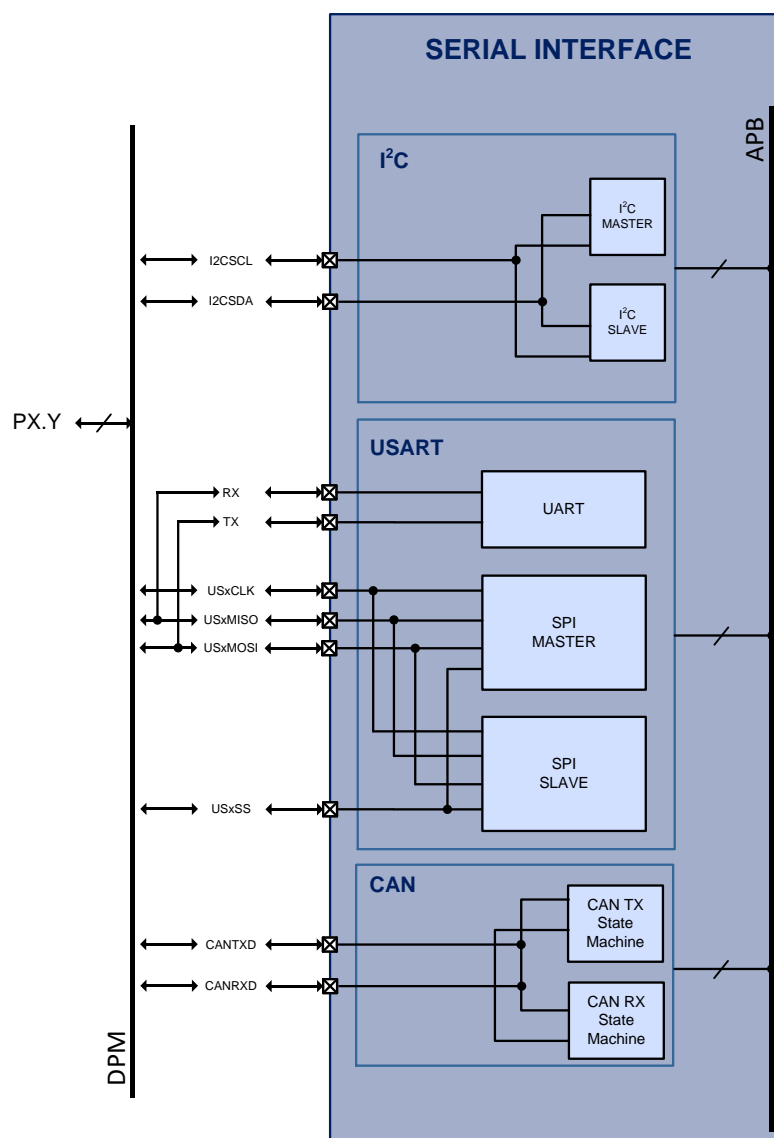 SERIAL INTERFACE
APB
I²C
I²C
MASTER
I2CSCL
I2CSDA
I²C
SLAVE
PX.Y
USART
RX
TX
UART
USxCLK
USxMISO
USxMOSI
SPI
MASTER
SPI
SLAVE
USxSS
CAN
CAN TX
State
Machine
CANTXD
CANRXD
CAN RX
State
Machine
DPM